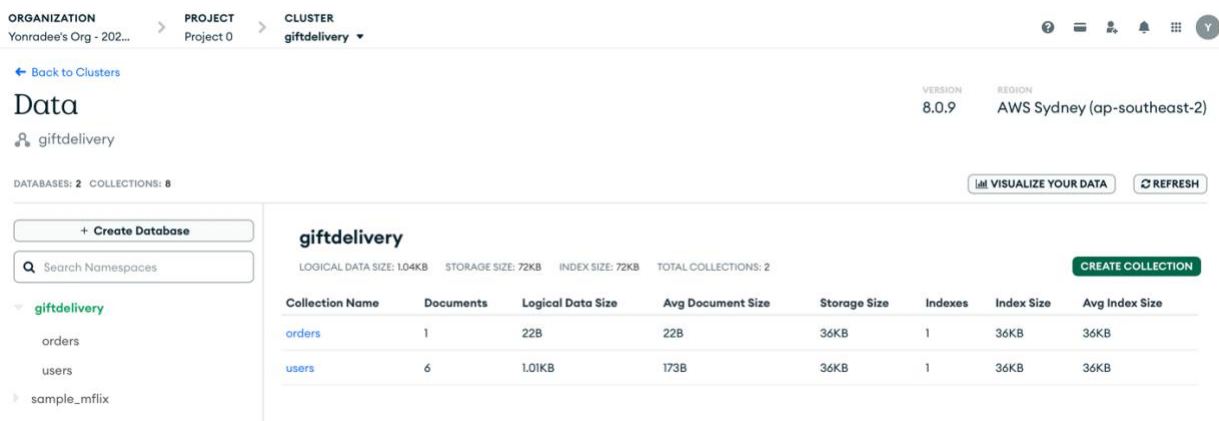 ORGANIZATION PROJECT CLUSTER
Yonradee's Org - 202... Project 0 giftdelivery
Y
Back to Clusters
Data
VERSION REGION
8.0.9 AWS Sydney (ap-southeast-2)
giftdelivery
DATABASES: 2 COLLECTIONS: 8
VISUALIZE YOUR DATA REFRESH
+ Create Database
Search Namespaces
giftdelivery
orders
users
sample_mflix
giftdelivery
LOGICAL DATA SIZE: 1.04KB STORAGE SIZE: 72KB INDEX SIZE: 72KB TOTAL COLLECTIONS: 2
CREATE COLLECTION
Collection Name Documents Logical Data Size Avg Document Size Storage Size Indexes Index Size Avg Index Size
orders 1 22B 22B 36KB 1 36KB 36KB
users 6 1.01KB 173B 36KB 1 36KB 36KB